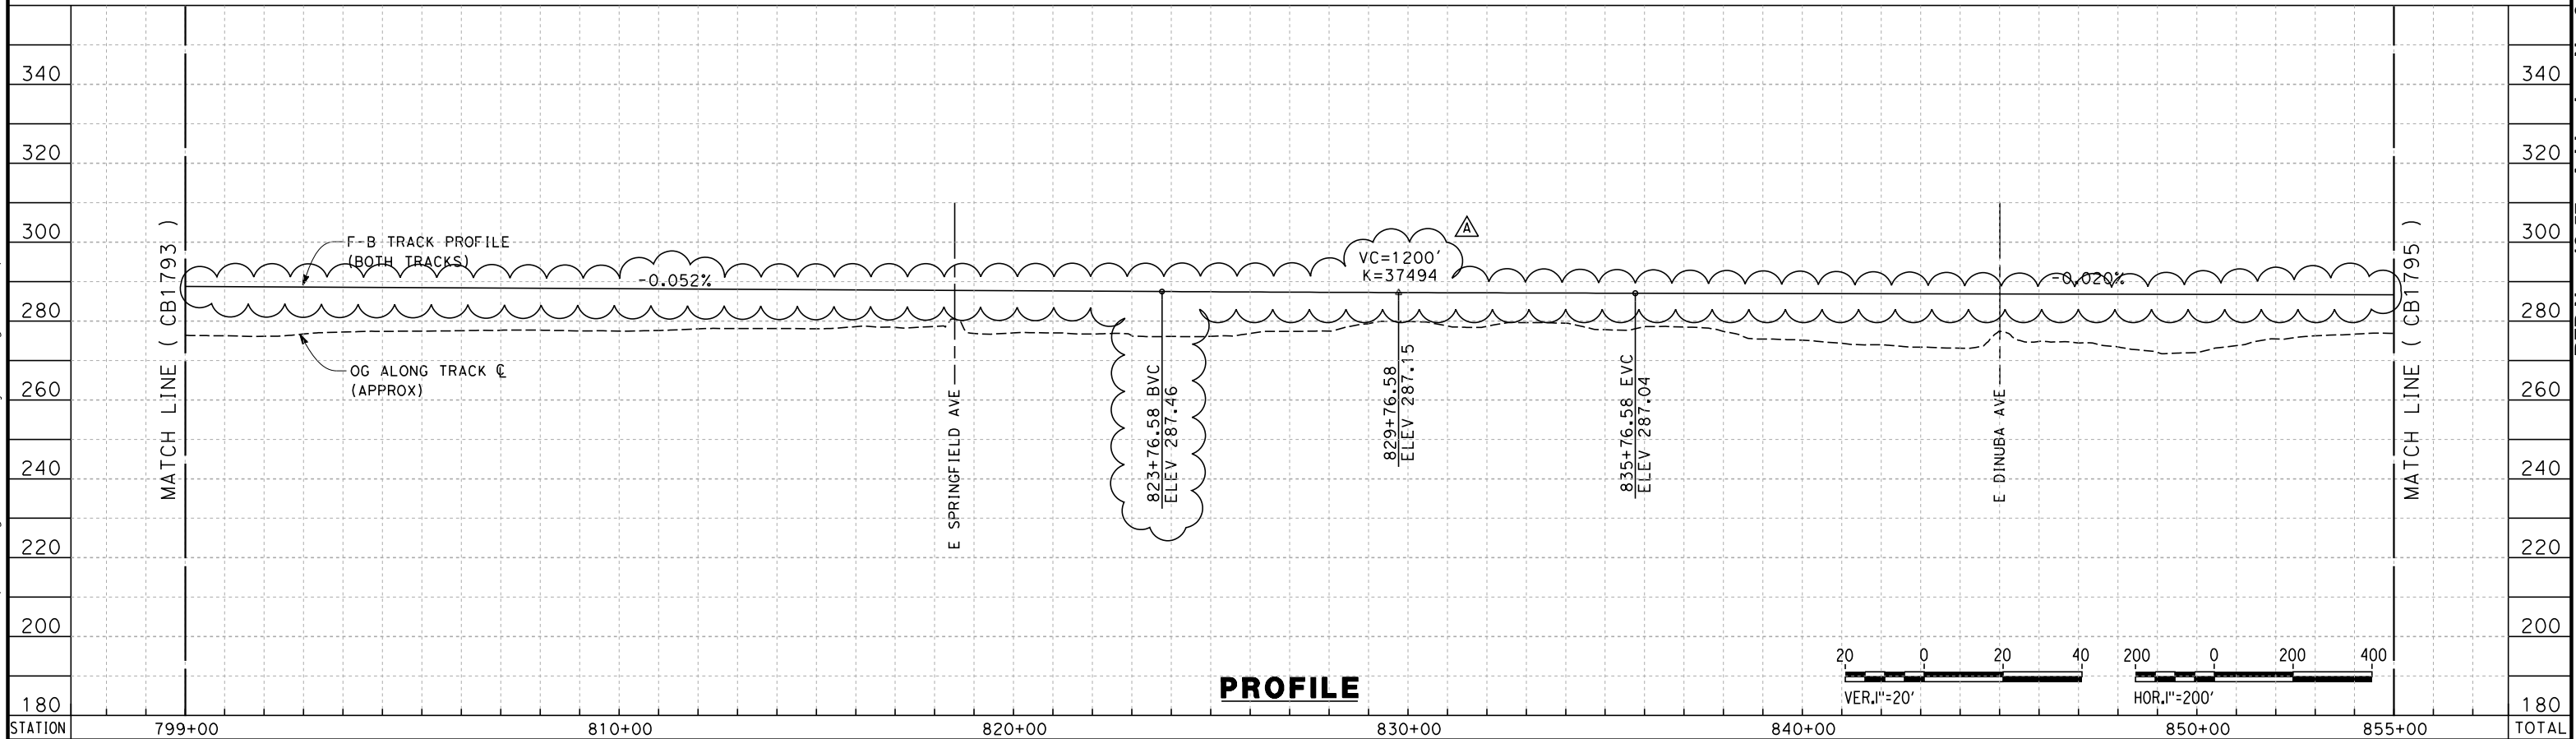 340
320
300
280
260
240
220
200
180
340
320
300
280
260
240
220
200
180
MATCH LINE ( CB1793 )
F-B TRACK PROFILE
(BOTH TRACKS)
-0.052%
OG ALONG TRACK ℄
(APPROX)
E SPRINGFIELD AVE
823+76.58 BVC
ELEV 287.46
VC=1200'
K=37494
A
829+76.58
ELEV 287.15
835+76.58 EVC
ELEV 287.04
E DINUBA AVE
-0.020%
MATCH LINE ( CB1795 )
PROFILE
20 0 20 40
VER.1"=20'
200 0 200 400
HOR.1"=200'
STATION 799+00 810+00 820+00 830+00 840+00 850+00 855+00 TOTAL